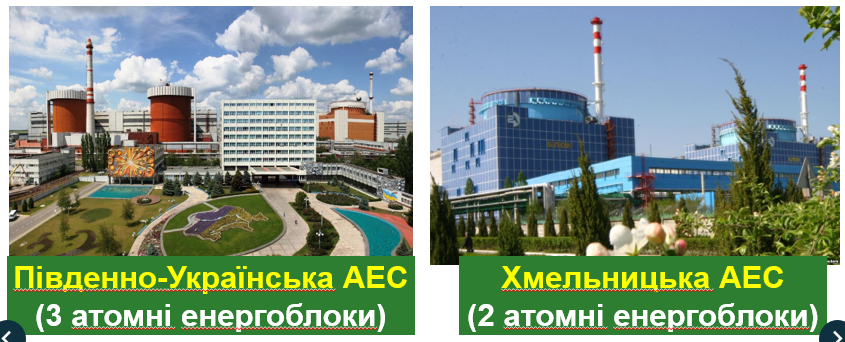 Південно-Українська АЕС
(3 атомні енергоблоки)
Хмельницька АЕС
(2 атомні енергоблоки)